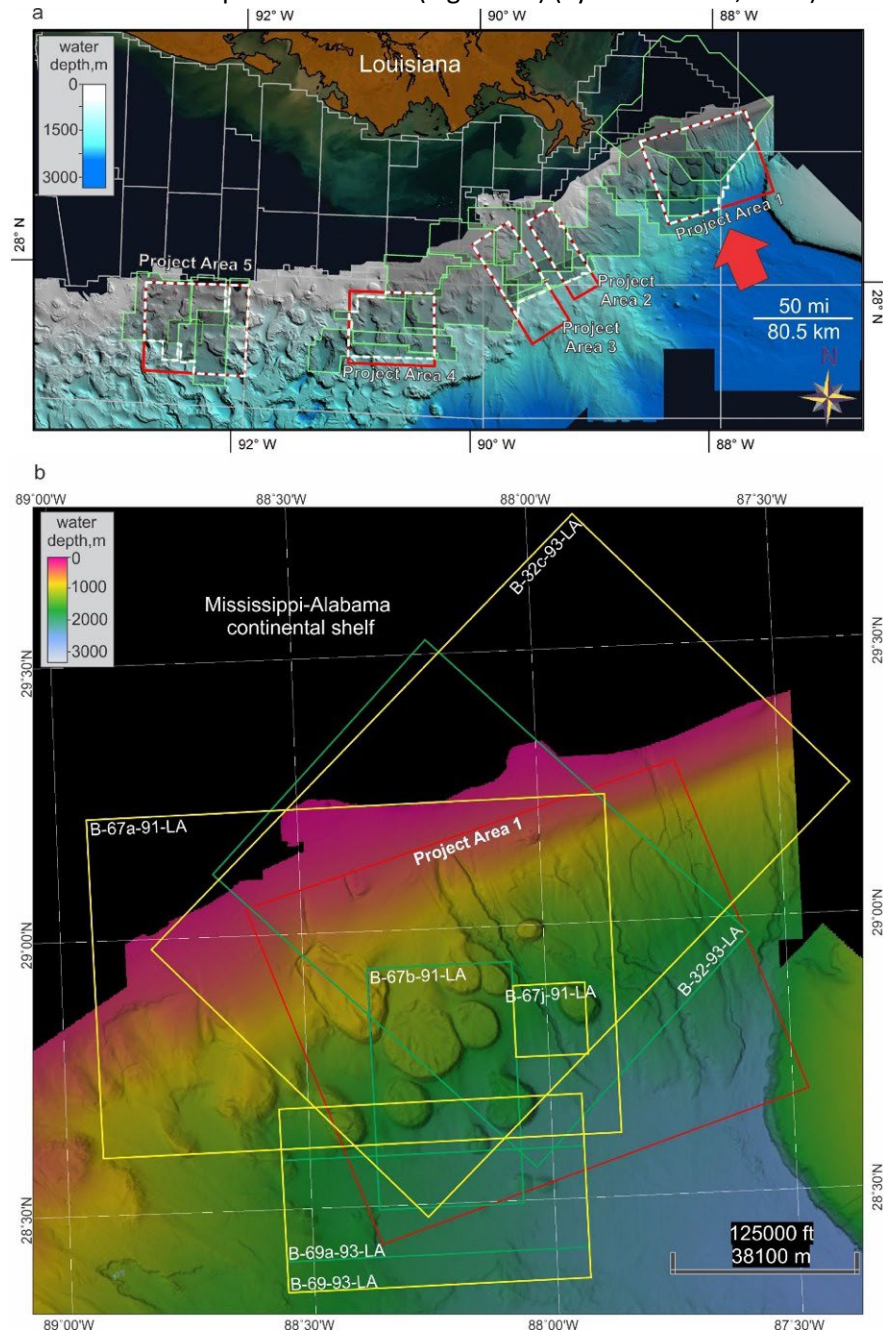 a
92° W 90° W 88° W
water
depth,m
0
1500
3000
Louisiana
28° N
Project Area 5
Project Area 1
Project
Area 2
Project
Area 3
Project Area 4
28° N
50 mi
80.5 km
N
92° W 90° W 88° W
b
89°00'W 88°30'W 88°00'W 87°30'W
water
depth,m
0
1000
2000
3000
Mississippi-Alabama
continental shelf
B-32c-93-LA
29°30'N 29°30'N
B-67a-91-LA
Project Area 1
29°00'N 29°00'N
B-67b-91-LA
B-67j-91-LA
B-32-93-LA
28°30'N 28°30'N
B-69a-93-LA
B-69-93-LA
125000 ft
38100 m
89°00'W 88°30'W 88°00'W 87°30'W